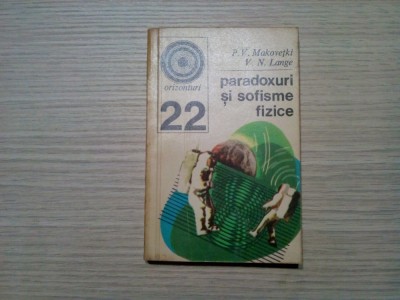 P. V. Makovețki
V. N. Lange
orizonturi
paradoxuri
și sofisme
fizice
22